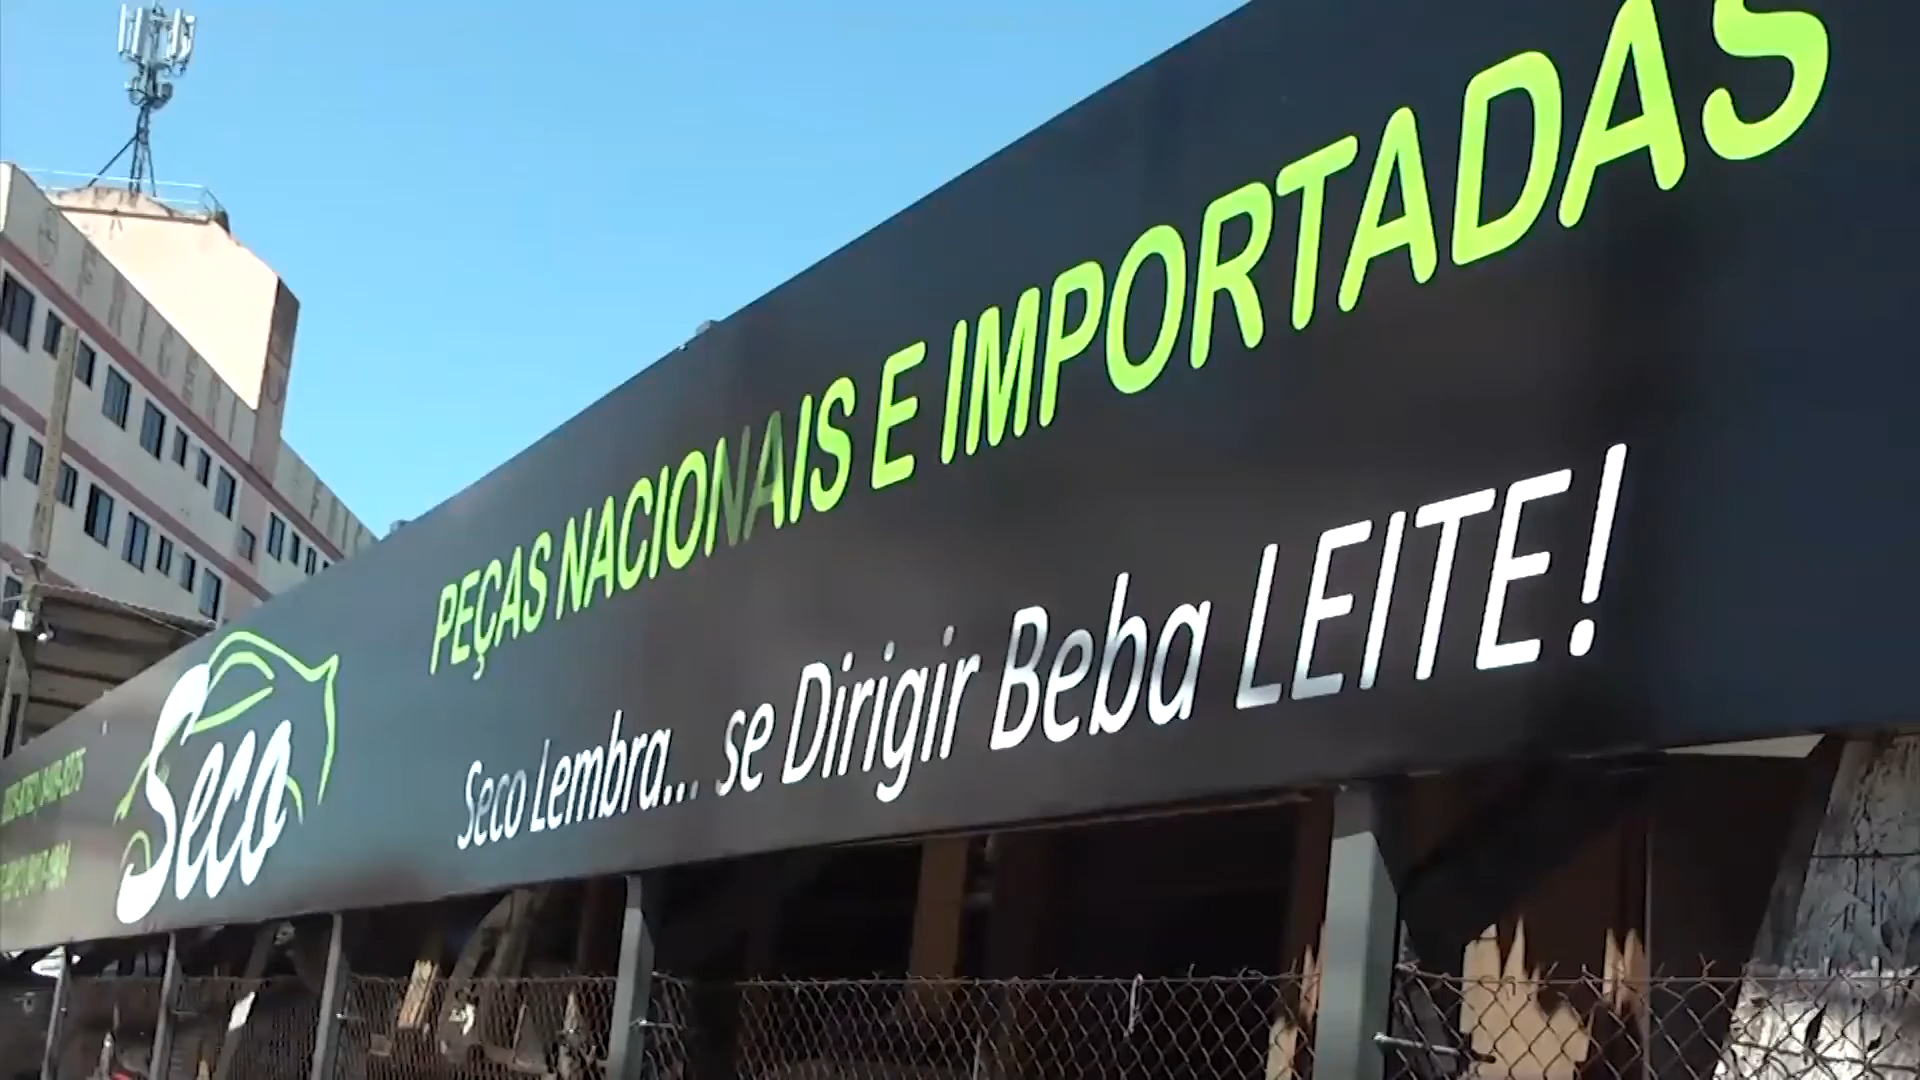 PEÇAS NACIONAIS E IMPORTADAS
Seco
Seco Lembra... se Dirigir Beba LEITE!